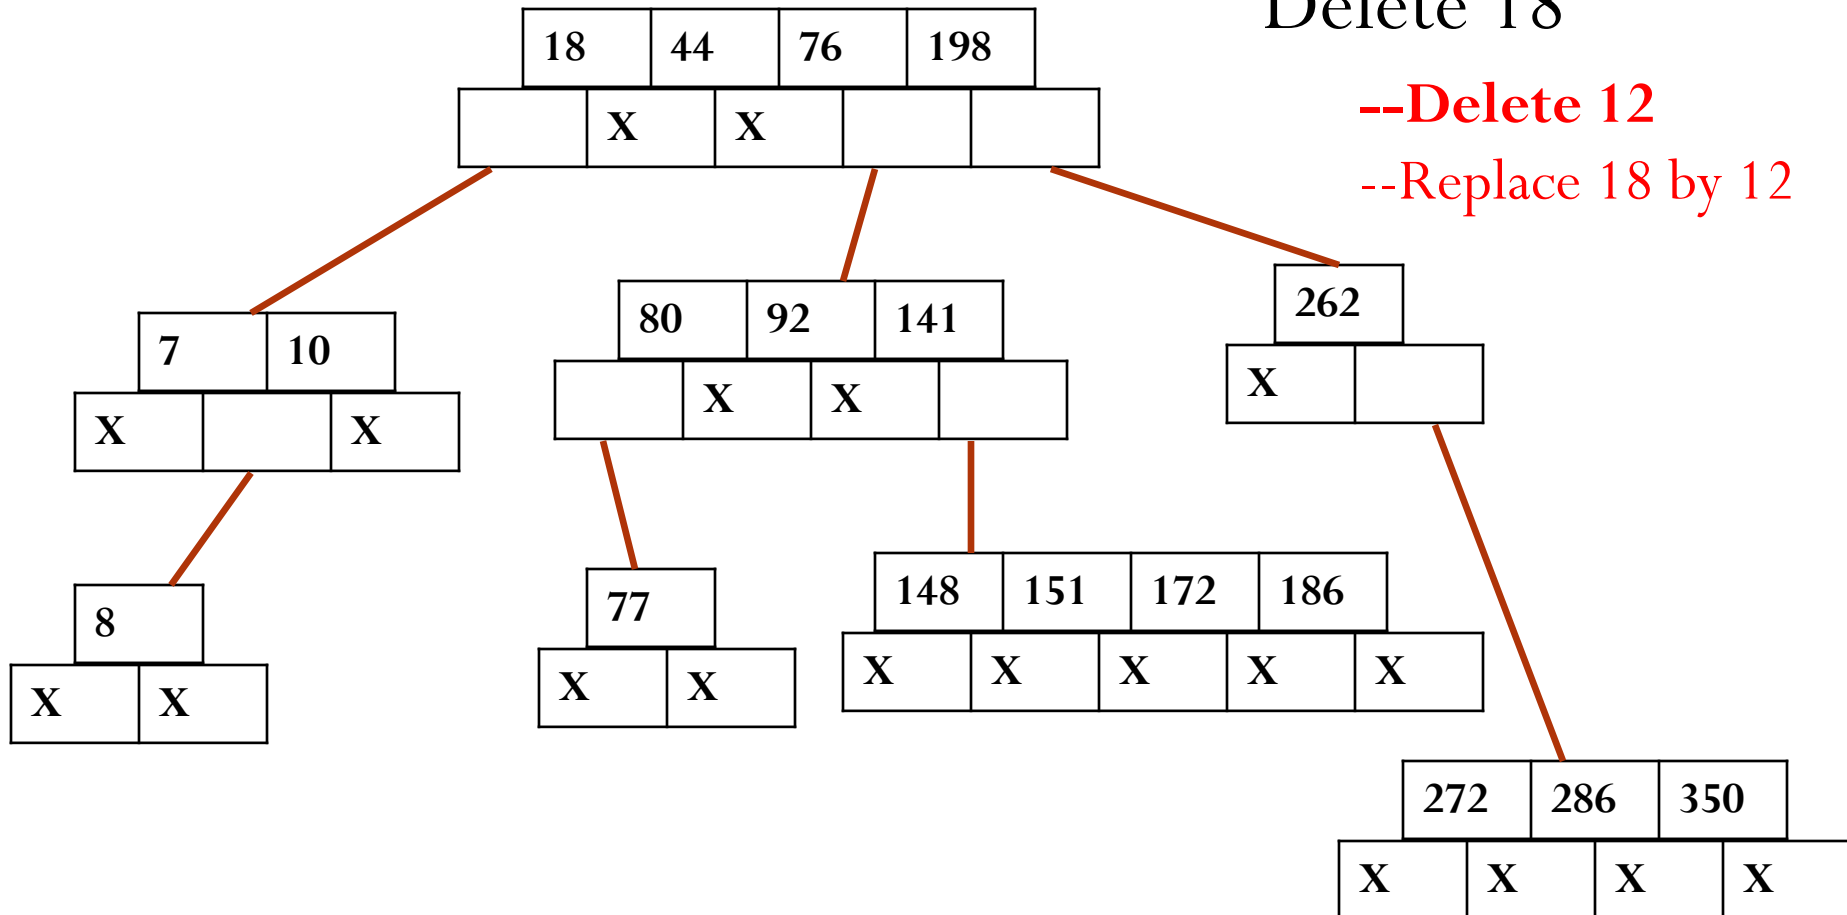 Delete 18
--Delete 12
--Replace 18 by 12
18 44 76 198
X X
7 10
X X
80 92 141
X X
262
X
8
X X
77
X X
148 151 172 186
X X X X X
272 286 350
X X X X